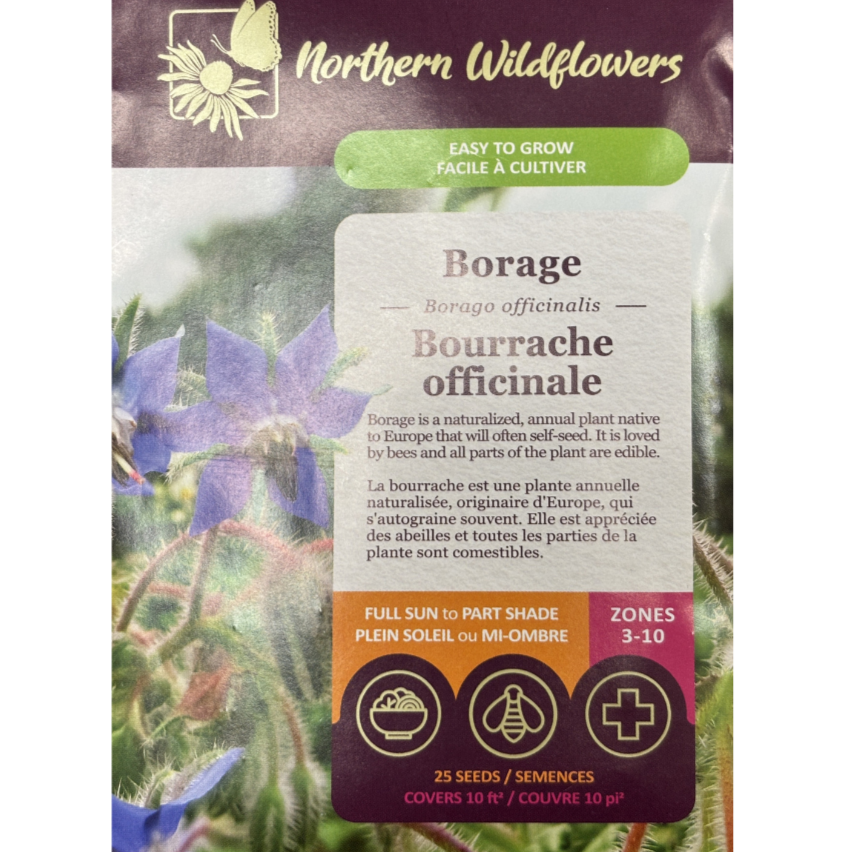 Northern Wildflowers
EASY TO GROW
FACILE À CULTIVER
Borage
Borago officinalis
Bourrache
officinale
Borage is a naturalized, annual plant native
to Europe that will often self-seed. It is loved
by bees and all parts of the plant are edible.
La bourrache est une plante annuelle
naturalisée, originaire d'Europe, qui
s'autograine souvent. Elle est appréciée
des abeilles et toutes les parties de la
plante sont comestibles.
FULL SUN to PART SHADE
PLEIN SOLEIL ou MI-OMBRE
ZONES
3-10
25 SEEDS / SEMENCES
COVERS 10 ft² / COUVRE 10 pi²